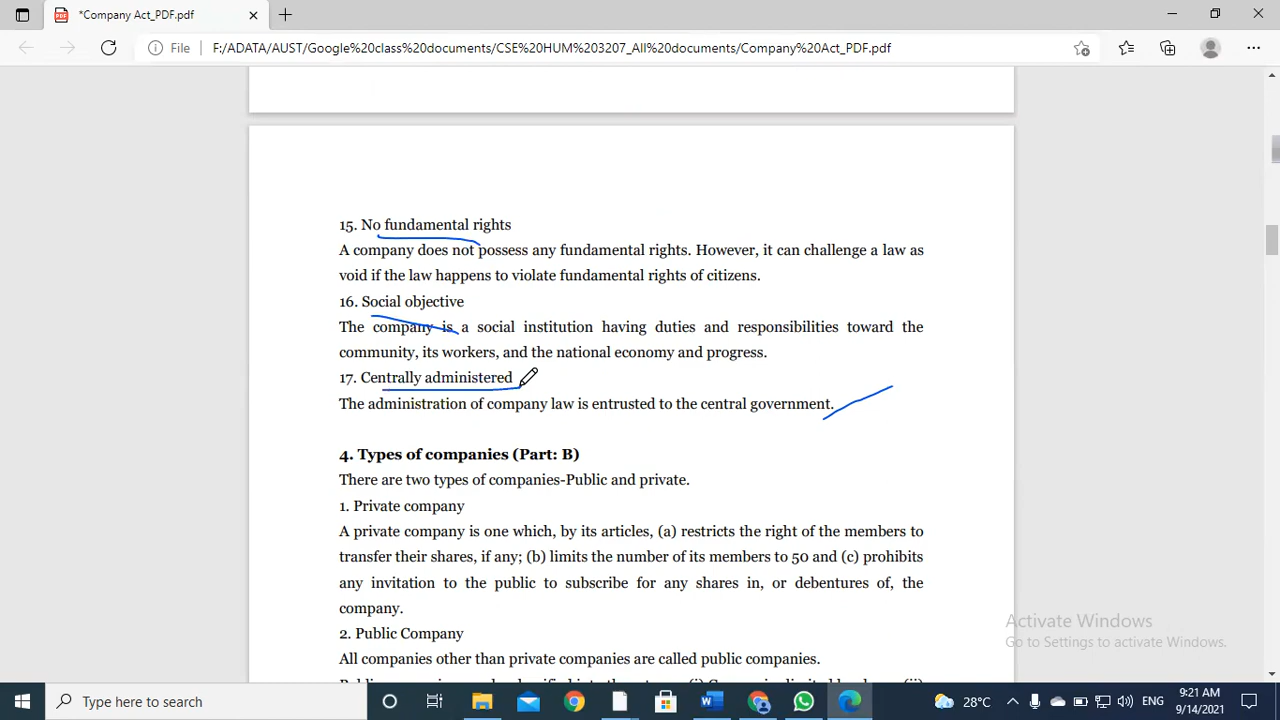 *Company Act_PDF.pdf
File
F:/ADATA/AUST/Google%20class%20documents/CSE%20HUM%203207_All%20documents/Company%20Act_PDF.pdf
15. No fundamental rights
A company does not possess any fundamental rights. However, it can challenge a law as
void if the law happens to violate fundamental rights of citizens.
16. Social objective
The company is a social institution having duties and responsibilities toward the
community, its workers, and the national economy and progress.
17. Centrally administered
The administration of company law is entrusted to the central government.
4. Types of companies (Part: B)
There are two types of companies-Public and private.
1. Private company
A private company is one which, by its articles, (a) restricts the right of the members to
transfer their shares, if any; (b) limits the number of its members to 50 and (c) prohibits
any invitation to the public to subscribe for any shares in, or debentures of, the
company.
2. Public Company
All companies other than private companies are called public companies.
Activate Windows
Go to Settings to activate Windows.
Type here to search
28°C
ENG
9:21 AM
9/14/2021